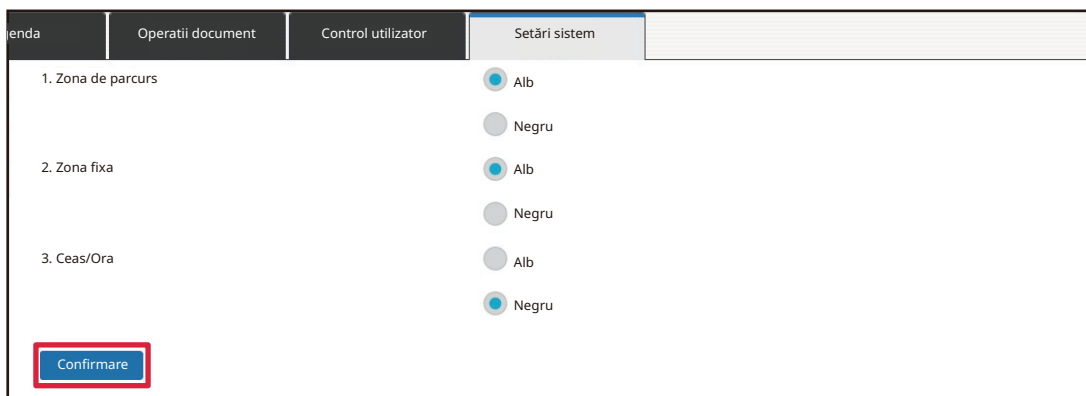 jenda Operatii document Control utilizator Setări sistem
1. Zona de parcurs Alb
Negru
2. Zona fixa Alb
Negru
3. Ceas/Ora Alb
Negru
Confirmare